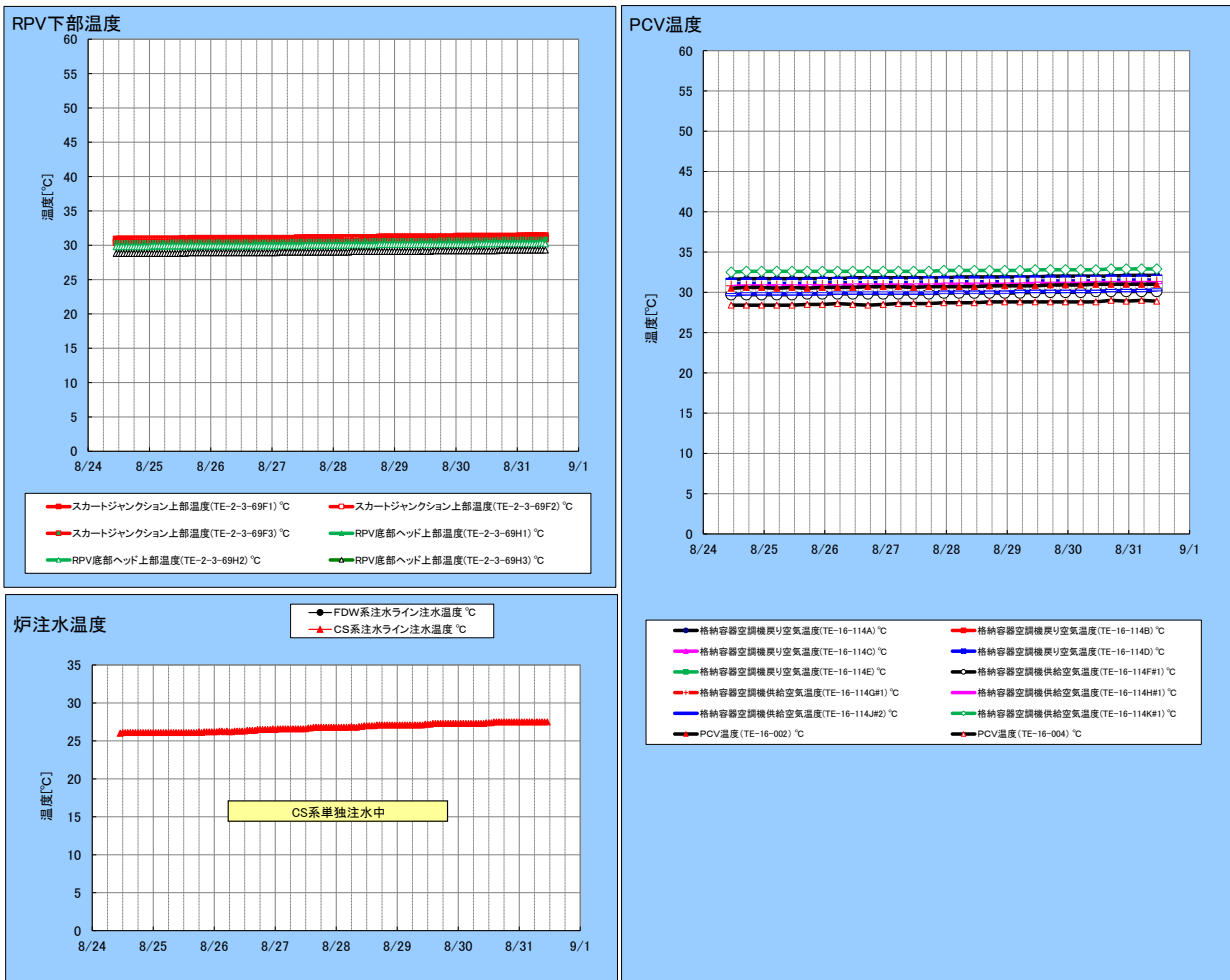 RPV下部温度
60
55
50
45
40
35
30
25
20
15
10
5
0
温度[℃]
8/24 8/25 8/26 8/27 8/28 8/29 8/30 8/31 9/1
スカートジャンクション上部温度(TE-2-3-69F1) ℃ スカートジャンクション上部温度(TE-2-3-69F2) ℃
スカートジャンクション上部温度(TE-2-3-69F3) ℃ RPV底部ヘッド上部温度(TE-2-3-69H1) ℃
RPV底部ヘッド上部温度(TE-2-3-69H2) ℃ RPV底部ヘッド上部温度(TE-2-3-69H3) ℃
炉注水温度
FDW系注水ライン注水温度 ℃
CS系注水ライン注水温度 ℃
35
30
25
20
15
10
5
0
温度[℃]
CS系単独注水中
8/24 8/25 8/26 8/27 8/28 8/29 8/30 8/31 9/1
PCV温度
60
55
50
45
40
35
30
25
20
15
10
5
0
温度[℃]
8/24 8/25 8/26 8/27 8/28 8/29 8/30 8/31 9/1
格納容器空調機戻り空気温度(TE-16-114A) ℃ 格納容器空調機戻り空気温度(TE-16-114B) ℃
格納容器空調機戻り空気温度(TE-16-114C) ℃ 格納容器空調機戻り空気温度(TE-16-114D) ℃
格納容器空調機戻り空気温度(TE-16-114E) ℃ 格納容器空調機供給空気温度(TE-16-114F#1) ℃
格納容器空調機供給空気温度(TE-16-114G#1) ℃ 格納容器空調機供給空気温度(TE-16-114H#1) ℃
格納容器空調機供給空気温度(TE-16-114J#2) ℃ 格納容器空調機供給空気温度(TE-16-114K#1) ℃
PCV温度(TE-16-002) ℃ PCV温度(TE-16-004) ℃